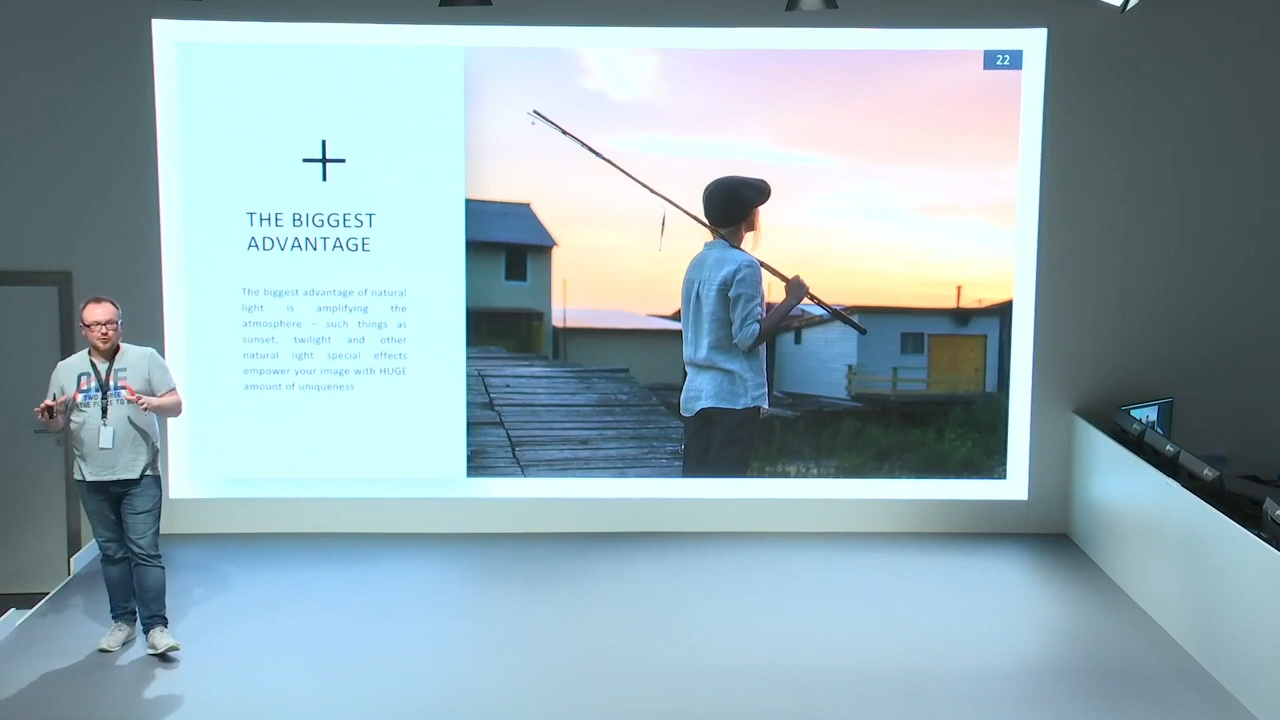 22
THE BIGGEST
ADVANTAGE
The biggest advantage of natural
light is amplifying the
atmosphere – such things as
sunset, twilight and other
natural light special effects
empower your image with HUGE
amount of uniqueness
ONE